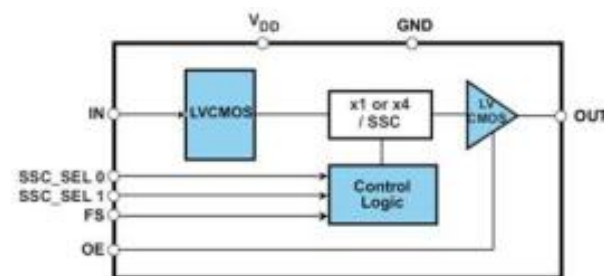 VDD
GND
IN
LVCMOS
x1 or x4
/ SSC
LV
CMOS
OUT
SSC_SEL 0
SSC_SEL 1
FS
Control
Logic
OE